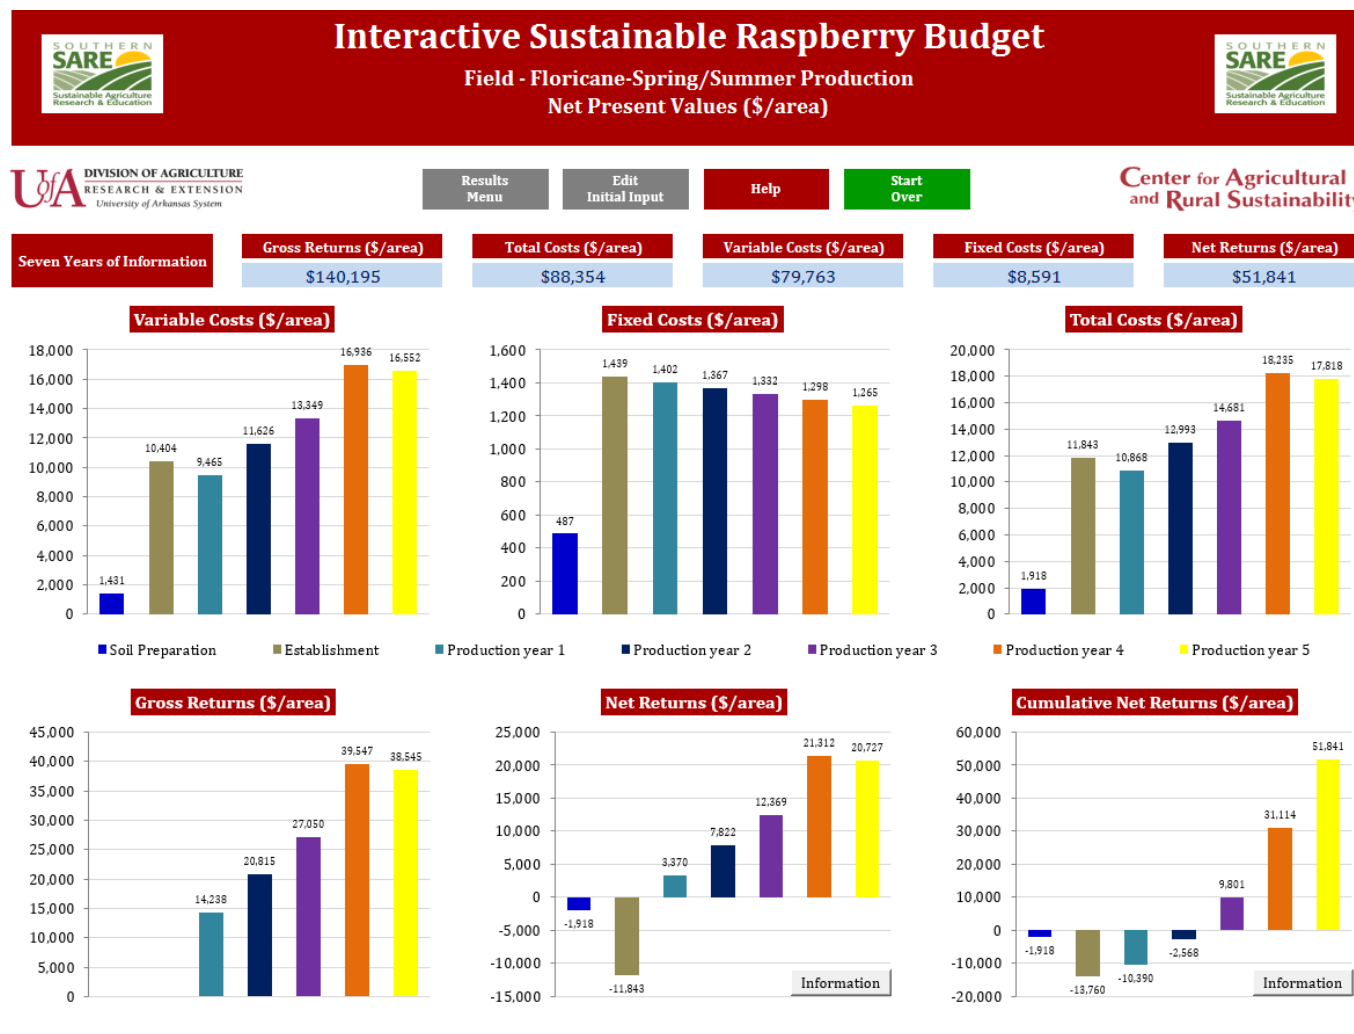 Interactive Sustainable Raspberry Budget
Field - Floricane-Spring/Summer Production
Net Present Values ($/area)
SOUTHERN
SARE
Sustainable Agriculture
Research & Education
SOUTHERN
SARE
Sustainable Agriculture
Research & Education
UofA DIVISION OF AGRICULTURE
RESEARCH & EXTENSION
University of Arkansas System
Results
Menu
Edit
Initial Input
Help
Start
Over
Center for Agricultural
and Rural Sustainability
Seven Years of Information
Gross Returns ($/area)
$140,195
Total Costs ($/area)
$88,354
Variable Costs ($/area)
$79,763
Fixed Costs ($/area)
$8,591
Net Returns ($/area)
$51,841
Variable Costs ($/area)
18,000
16,000
14,000
12,000
10,000
8,000
6,000
4,000
2,000
0
1,431
10,404
9,465
11,626
13,349
16,936
16,552
Fixed Costs ($/area)
1,600
1,400
1,200
1,000
800
600
400
200
0
487
1,439
1,402
1,367
1,332
1,298
1,265
Total Costs ($/area)
20,000
18,000
16,000
14,000
12,000
10,000
8,000
6,000
4,000
2,000
0
1,918
11,843
10,868
12,993
14,681
18,235
17,818
Soil Preparation
Establishment
Production year 1
Production year 2
Production year 3
Production year 4
Production year 5
Gross Returns ($/area)
45,000
40,000
35,000
30,000
25,000
20,000
15,000
10,000
5,000
0
14,238
20,815
27,050
39,547
38,545
Net Returns ($/area)
25,000
20,000
15,000
10,000
5,000
0
-5,000
-10,000
-15,000
-1,918
-11,843
3,370
7,822
12,369
21,312
20,727
Information
Cumulative Net Returns ($/area)
60,000
50,000
40,000
30,000
20,000
10,000
0
-10,000
-20,000
-1,918
-13,760
-10,390
-2,568
9,801
31,114
51,841
Information